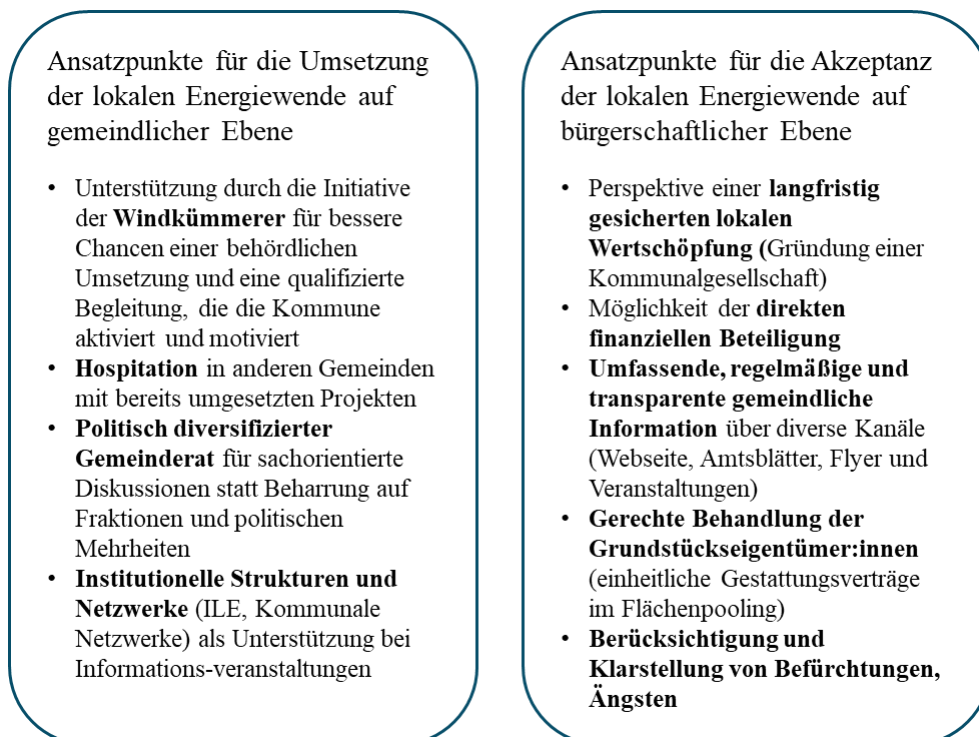 Ansatzpunkte für die Umsetzung
der lokalen Energiewende auf
gemeindlicher Ebene
• Unterstützung durch die Initiative
der Windkümmerer für bessere
Chancen einer behördlichen
Umsetzung und eine qualifizierte
Begleitung, die die Kommune
aktiviert und motiviert
• Hospitation in anderen Gemeinden
mit bereits umgesetzten Projekten
• Politisch diversifizierter
Gemeinderat für sachorientierte
Diskussionen statt Beharrung auf
Fraktionen und politischen
Mehrheiten
• Institutionelle Strukturen und
Netzwerke (ILE, Kommunale
Netzwerke) als Unterstützung bei
Informations-veranstaltungen
Ansatzpunkte für die Akzeptanz
der lokalen Energiewende auf
bürgerschaftlicher Ebene
• Perspektive einer langfristig
gesicherten lokalen
Wertschöpfung (Gründung einer
Kommunalgesellschaft)
• Möglichkeit der direkten
finanziellen Beteiligung
• Umfassende, regelmäßige und
transparente gemeindliche
Information über diverse Kanäle
(Webseite, Amtsblätter, Flyer und
Veranstaltungen)
• Gerechte Behandlung der
Grundstückseigentümer:innen
(einheitliche Gestattungsverträge
im Flächenpooling)
• Berücksichtigung und
Klarstellung von Befürchtungen,
Ängsten